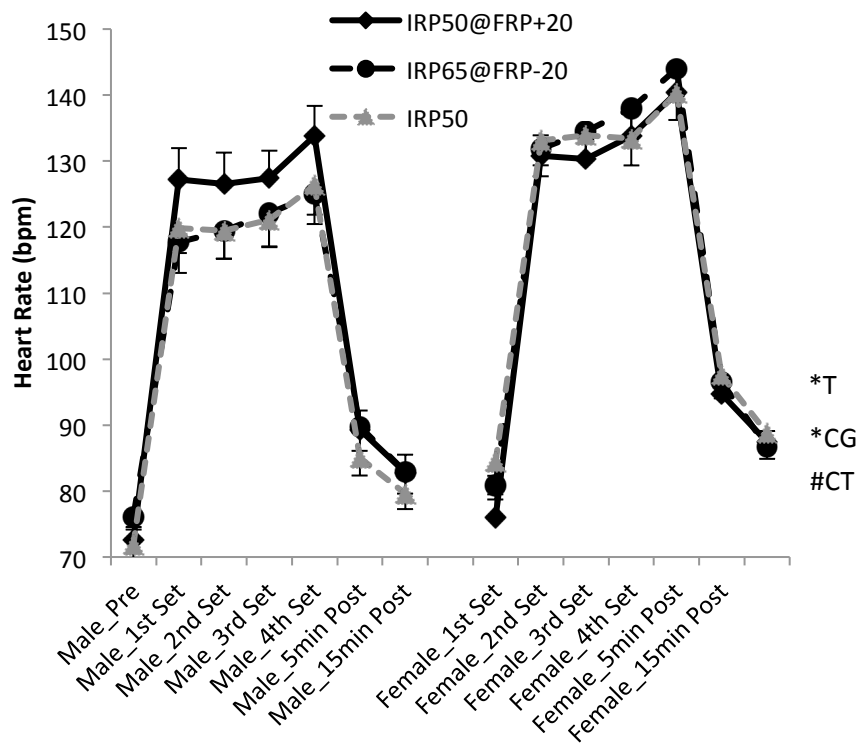 IRP50@FRP+20
IRP65@FRP-20
IRP50
Heart Rate (bpm)
150
140
130
120
110
100
90
80
70
*T
*CG
#CT
Male_Pre
Male_1st Set
Male_2nd Set
Male_3rd Set
Male_4th Set
Male_5min Post
Male_15min Post
Female_1st Set
Female_2nd Set
Female_3rd Set
Female_4th Set
Female_5min Post
Female_15min Post